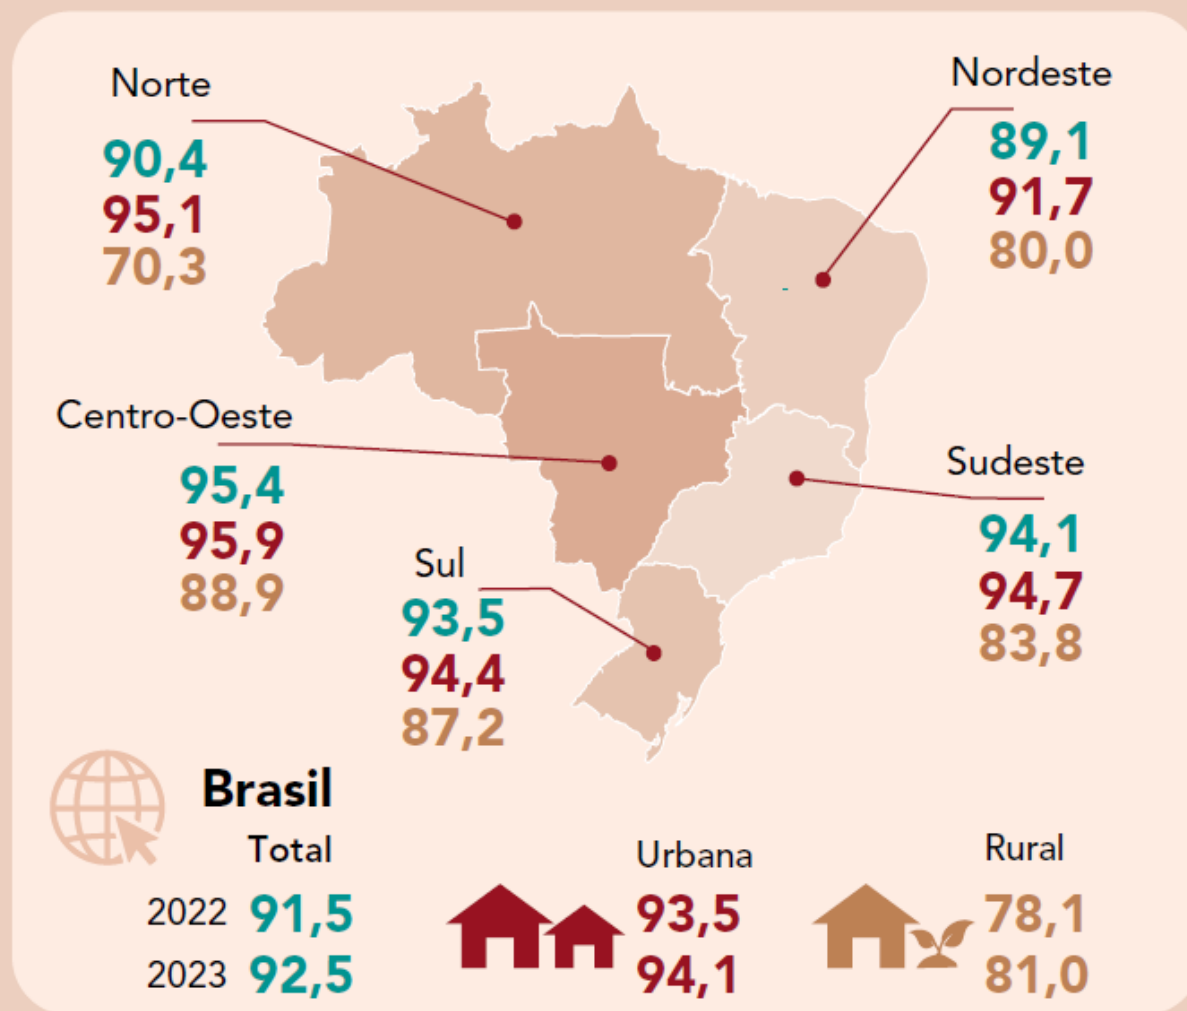 Norte
90,4
95,1
70,3
Nordeste
89,1
91,7
80,0
Centro-Oeste
95,4
95,9
88,9
Sudeste
94,1
94,7
83,8
Sul
93,5
94,4
87,2
Brasil
Total
2022 91,5
2023 92,5
Urbana
93,5
94,1
Rural
78,1
81,0